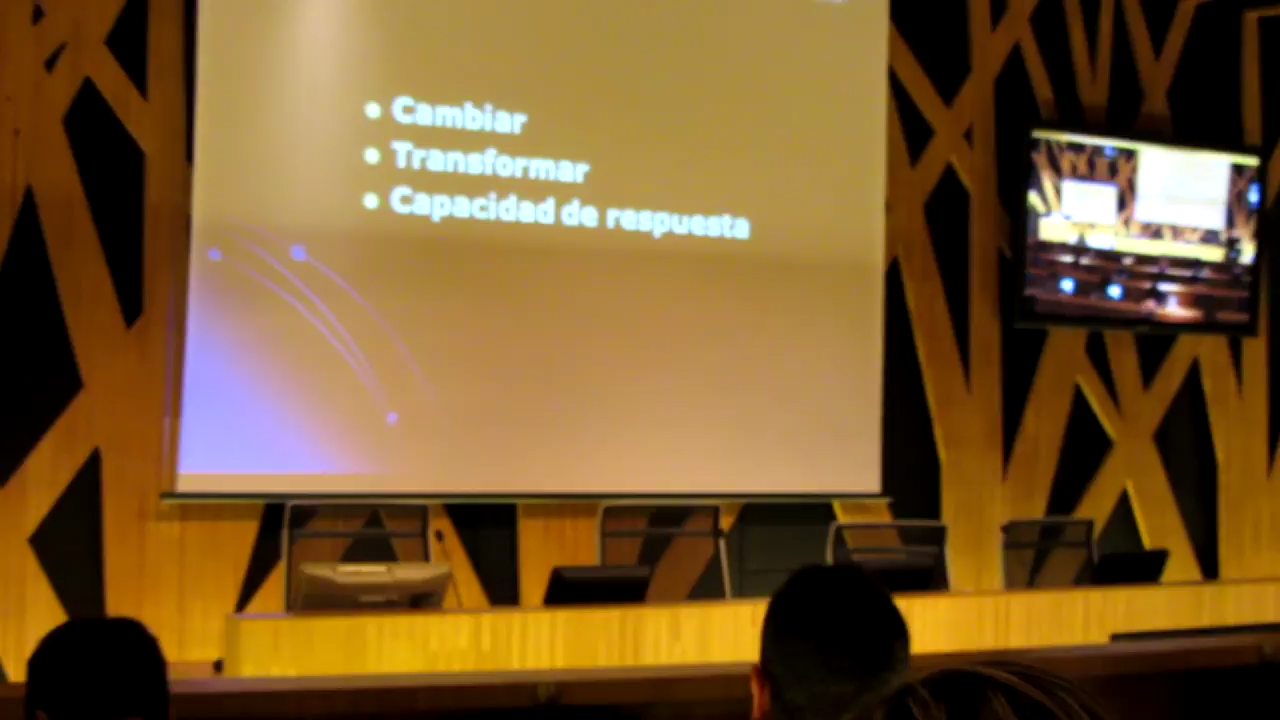 • Cambiar
• Transformar
• Capacidad de respuesta